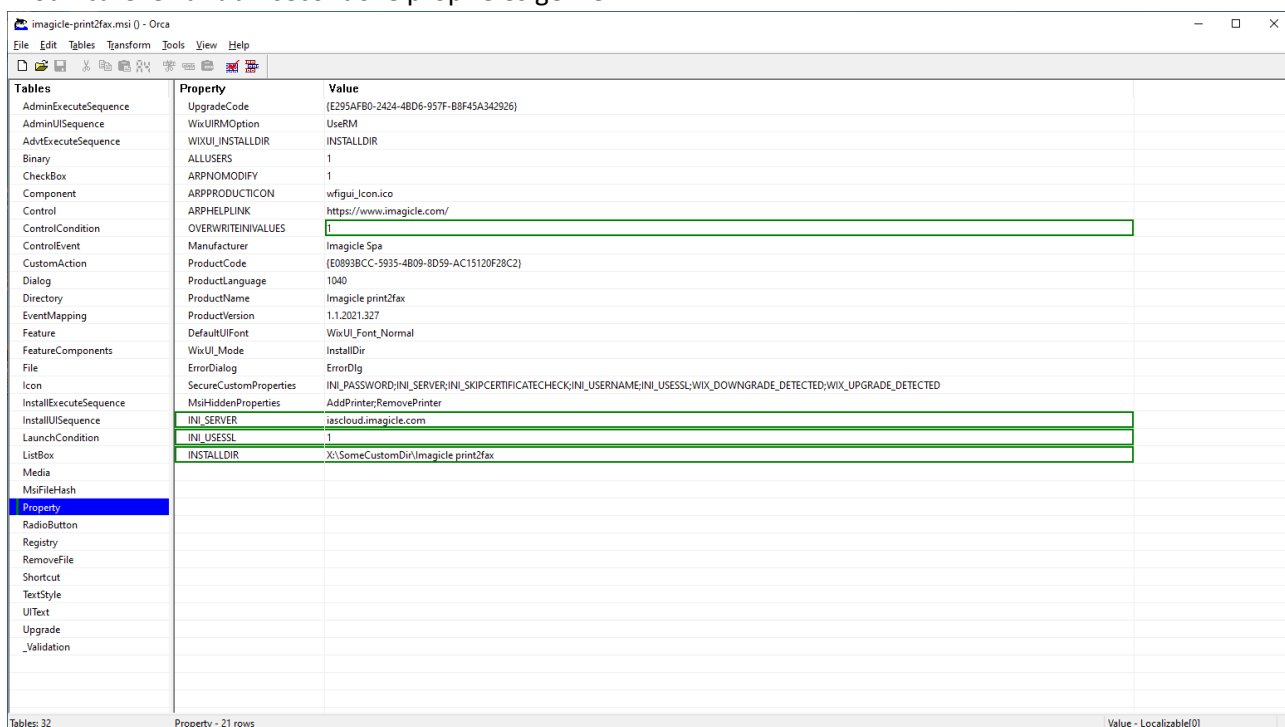 imagicle-print2fax.msi () - Orca
File Edit Tables Transform Tools View Help
Tables Property Value
AdminExecuteSequence UpgradeCode {E295AFB0-2424-4BD6-957F-B8F45A342926}
AdminUISequence WixUIRMOption UseRM
AdvtExecuteSequence WIXUI_INSTALLDIR INSTALLDIR
Binary ALLUSERS 1
CheckBox ARPNOMODIFY 1
Component ARPPRODUCTICON wfigui_Icon.ico
Control ARPHELPLINK https://www.imagicle.com/
ControlCondition OVERWRITEINIVALUES 1
ControlEvent Manufacturer Imagicle Spa
CustomAction ProductCode {E0893BCC-5935-4B09-8D59-AC15120F28C2}
Dialog ProductLanguage 1040
Directory ProductName Imagicle print2fax
EventMapping ProductVersion 1.1.2021.327
Feature DefaultUIFont WixUI_Font_Normal
FeatureComponents WixUI_Mode InstallDir
File ErrorDialog ErrorDlg
Icon SecureCustomProperties INI_PASSWORD;INI_SERVER;INI_SKIPCERTIFICATECHECK;INI_USERNAME;INI_USESSL;WIX_DOWNGRADE_DETECTED;WIX_UPGRADE_DETECTED
InstallExecuteSequence MsiHiddenProperties AddPrinter;RemovePrinter
InstallUISequence INI_SERVER iascloud.imagicle.com
LaunchCondition INI_USESSL 1
ListBox INSTALLDIR X:\SomeCustomDir\Imagicle print2fax
Media
MsiFileHash
Property
RadioButton
Registry
RemoveFile
Shortcut
TextStyle
UIText
Upgrade
_Validation
Tables: 32 Property - 21 rows Value - Localizable[0]